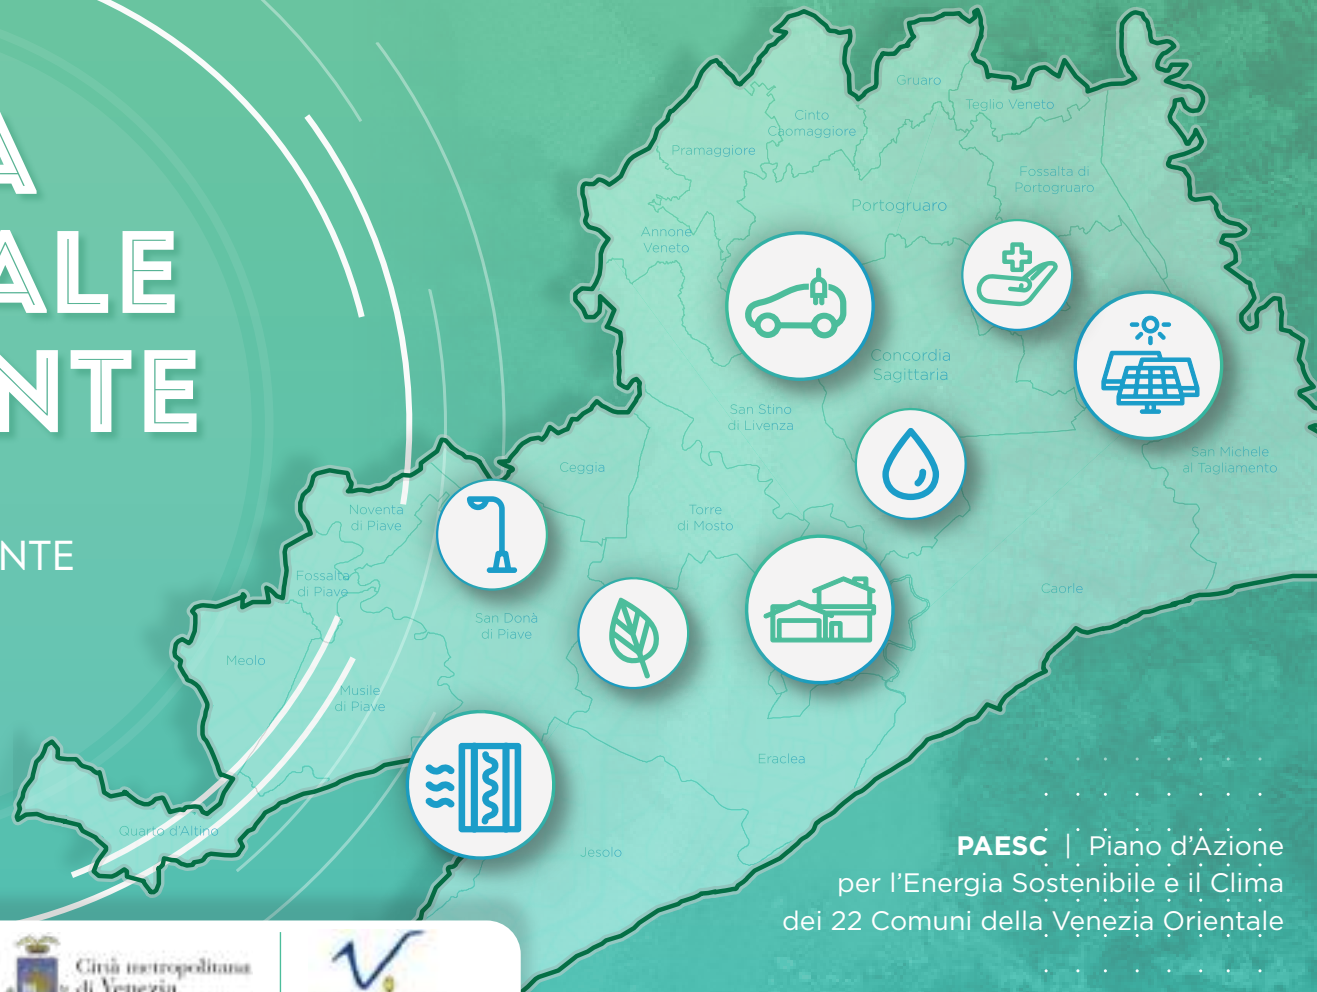 A
ALE
NTE
NTE
Gruaro
Teglio Veneto
Cinto
Caomaggiore
Pramaggiore
Fossalta di
Portogruaro
Portogruaro
Annone
Veneto
Concordia
Sagittaria
San Stino
di Livenza
San Michele
al Tagliamento
Ceggia
Noventa
di Piave
Torre
di Mosto
Fossalta
di Piave
Caorle
San Donà
di Piave
Meolo
Musile
di Piave
Eraclea
Quarto d'Altino
Jesolo
PAESC | Piano d'Azione
per l'Energia Sostenibile e il Clima
dei 22 Comuni della Venezia Orientale
Città metropolitana
di Venezia